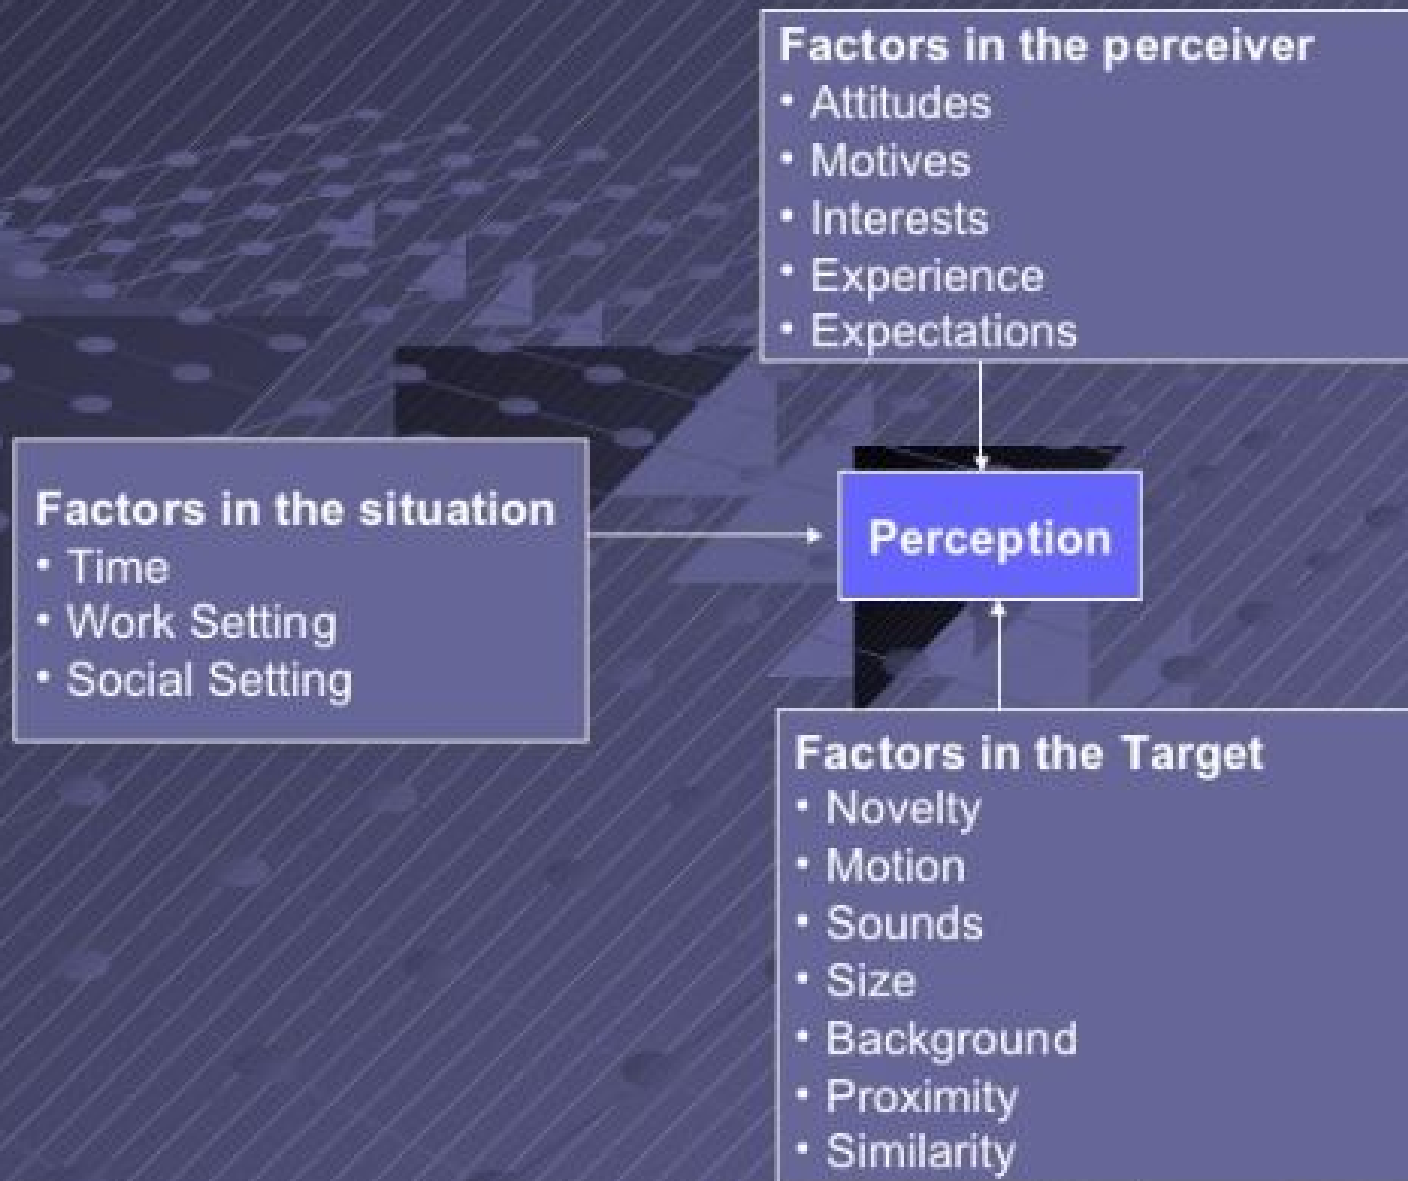 Factors in the perceiver
• Attitudes
• Motives
• Interests
• Experience
• Expectations
Factors in the situation
• Time
• Work Setting
• Social Setting
Perception
Factors in the Target
• Novelty
• Motion
• Sounds
• Size
• Background
• Proximity
• Similarity